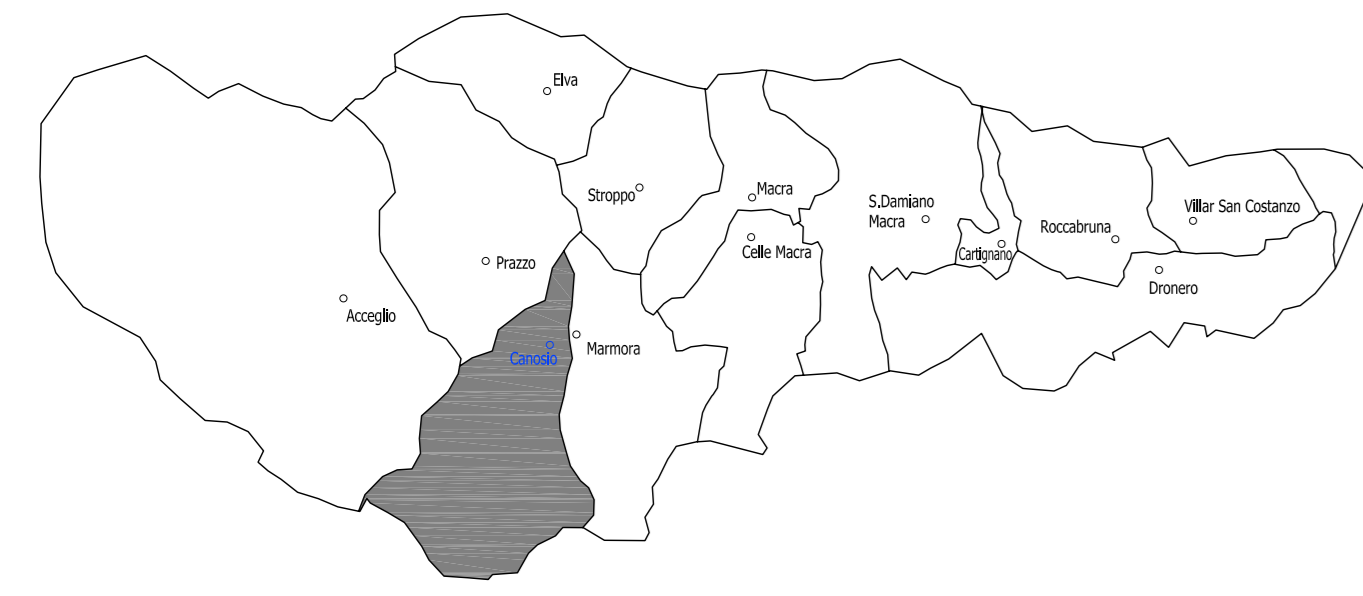 Elva
Stroppo
Macra
S.Damiano
Macra
Villar San Costanzo
Roccabruna
Cartignano
Celle Macra
Prazzo
Dronero
Acceglio
Marmora
Canosio